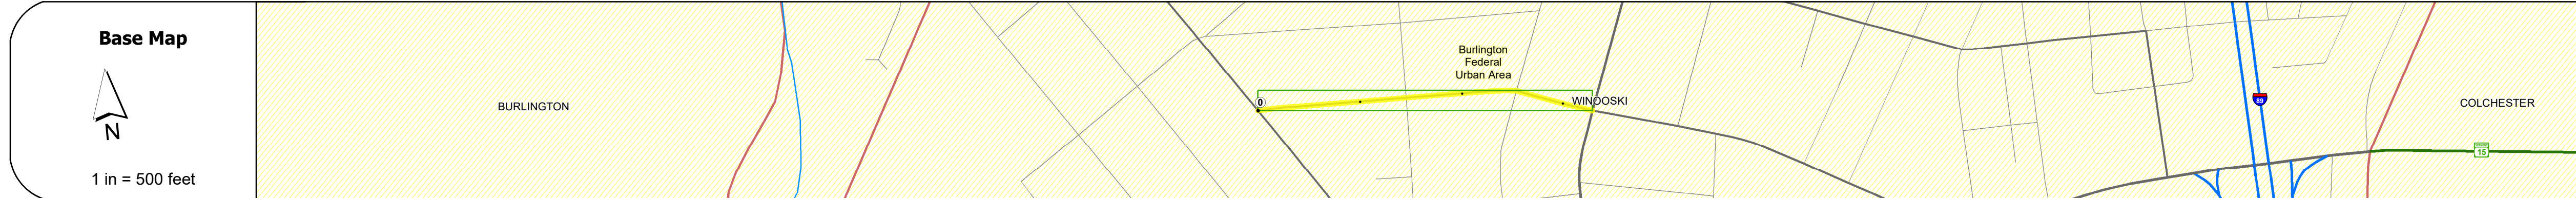 Base Map
N
1 in = 500 feet
BURLINGTON
0
Burlington
Federal
Urban Area
WINOOSKI
89
15
COLCHESTER